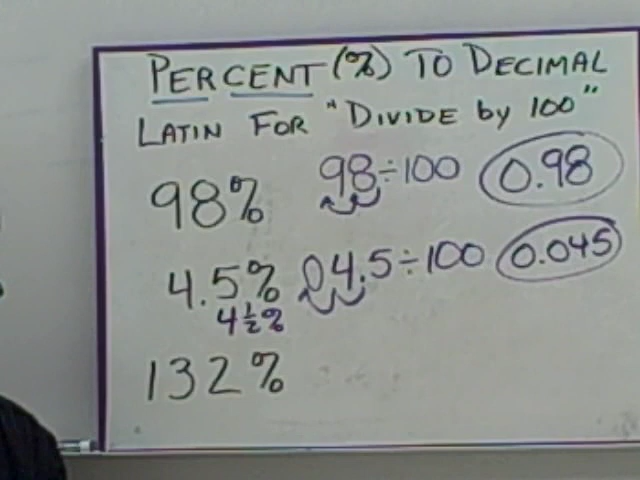 PERCENT (%) TO DECIMAL
LATIN FOR "DIVIDE by 100"
98% 98÷100 0.98
4.5% 04.5÷100 0.045
4½%
132%